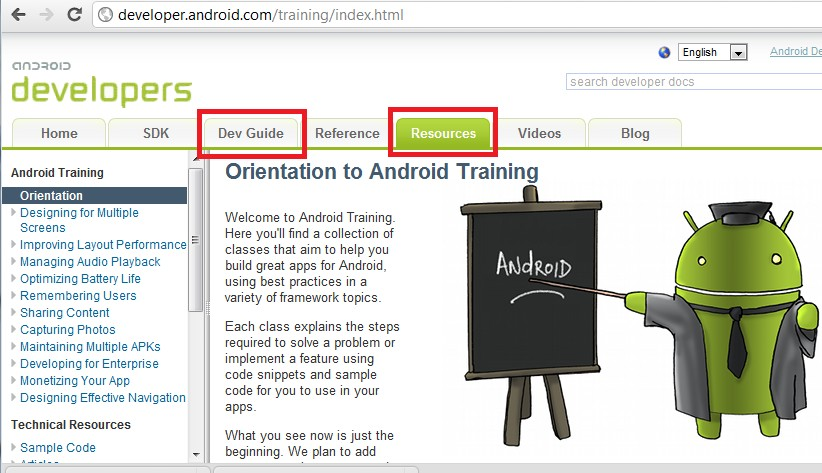 developer.android.com/training/index.html
English
Android De
ANDROID
developers
search developer docs
Home SDK Dev Guide Reference Resources Videos Blog
Android Training
Orientation
Designing for Multiple
Screens
Improving Layout Performance
Managing Audio Playback
Optimizing Battery Life
Remembering Users
Sharing Content
Capturing Photos
Maintaining Multiple APKs
Developing for Enterprise
Monetizing Your App
Designing Effective Navigation
Technical Resources
Sample Code
Orientation to Android Training
Welcome to Android Training.
Here you'll find a collection of
classes that aim to help you
build great apps for Android,
using best practices in a
variety of framework topics.
Each class explains the steps
required to solve a problem or
implement a feature using
code snippets and sample
code for you to use in your
apps.
What you see now is just the
beginning. We plan to add
ANDROID